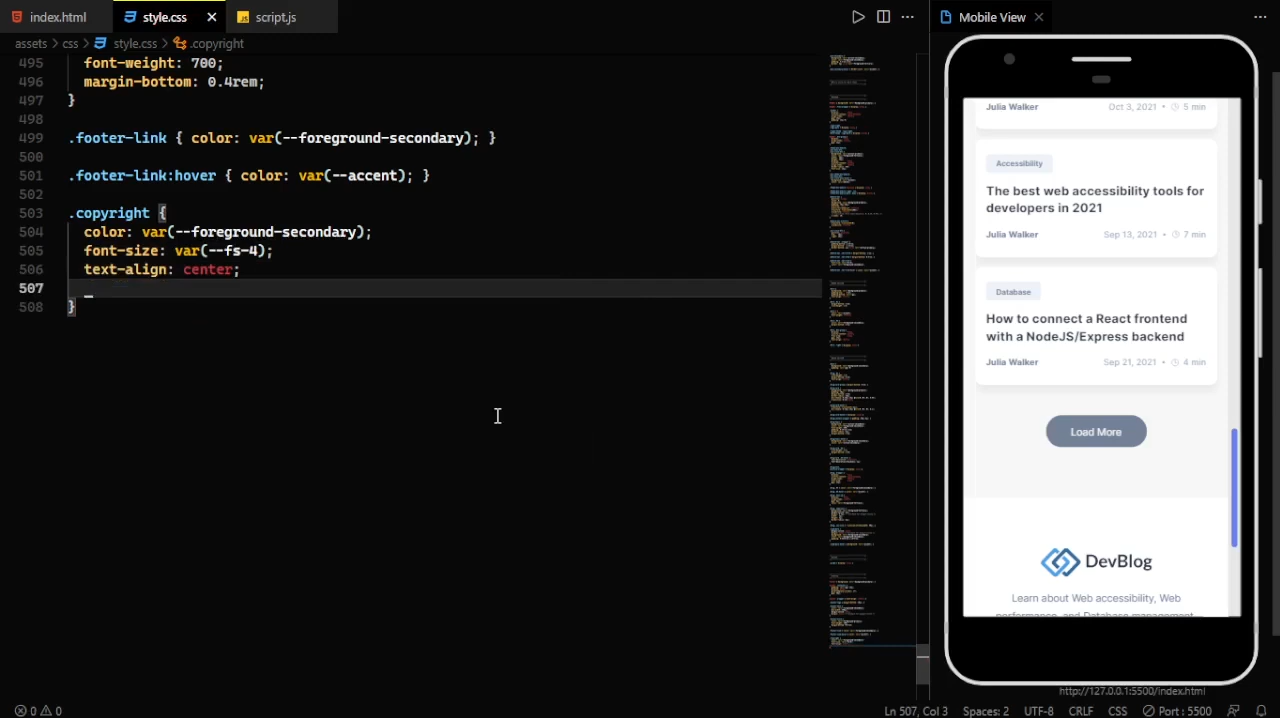 index.html
style.css
script.js
Mobile View
assets > css > style.css > .copyright
495 font-weight: 700;
496 margin-bottom: 0.4rem;
497 }
498
499 .footer-link { color: var(--foreground-secondary); }
500
501 .footer-link:hover { color: var(--accent); }
502
503 .copyright {
504 color: var(--foreground-secondary);
505 font-size: var(--fs-4);
506 text-align: center;
507
508 }
Julia Walker Oct 3, 2021 • 5 min
Accessibility
The best web accessibility tools for
developers in 2021
Julia Walker Sep 13, 2021 • 7 min
Database
How to connect a React frontend
with a NodeJS/Express backend
Julia Walker Sep 21, 2021 • 4 min
Load More
DevBlog
Learn about Web accessibility, Web
performance, and Database management.
http://127.0.0.1:5500/index.html
0 0
Ln 507, Col 3
Spaces: 2
UTF-8
CRLF
CSS
Port : 5500